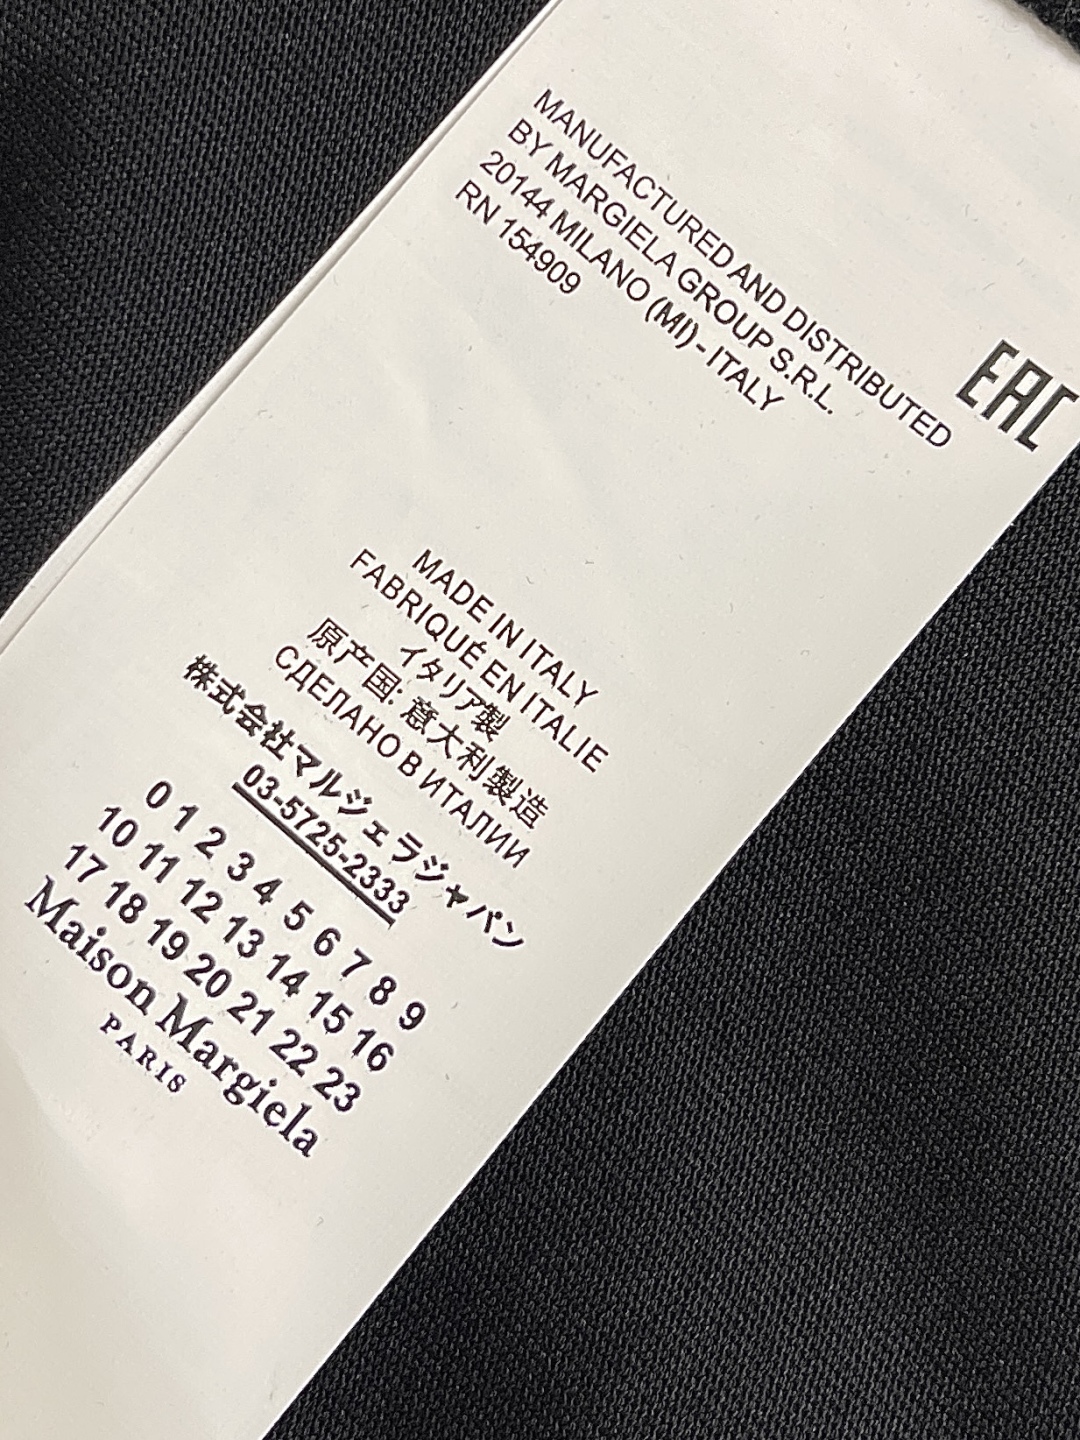 MANUFACTURED AND DISTRIBUTED
BY MARGIELA GROUP S.R.L.
20144 MILANO (MI) - ITALY
RN 154909
EAC
MADE IN ITALY
FABRIQUÉ EN ITALIE
イタリア製
原产国: 意大利製造
СДЕЛАНО В ИТАЛИИ
株式会社マルジェラジャパン
03-5725-2333
0 1 2 3 4 5 6 7 8 9
10 11 12 13 14 15 16
17 18 19 20 21 22 23
Maison Margiela
PARIS